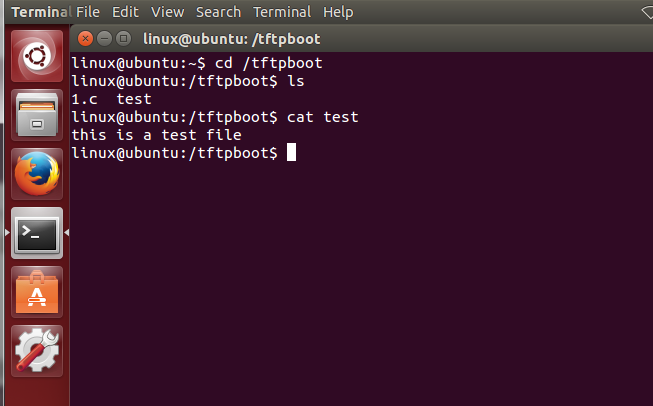 Terminal File Edit View Search Terminal Help
linux@ubuntu: /tftpboot
linux@ubuntu:~$ cd /tftpboot
linux@ubuntu:/tftpboot$ ls
1.c  test
linux@ubuntu:/tftpboot$ cat test
this is a test file
linux@ubuntu:/tftpboot$